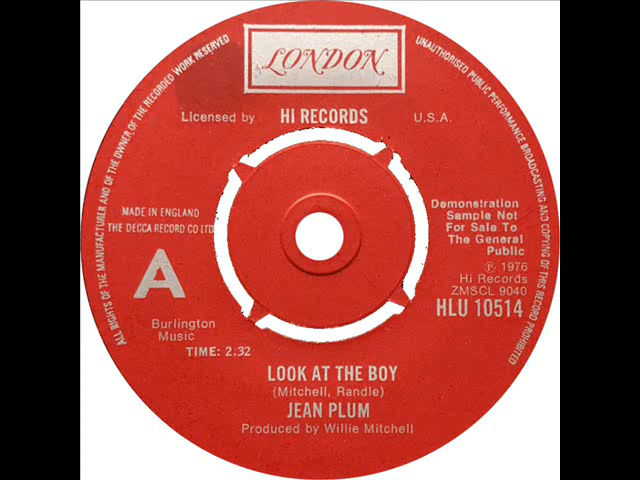 LONDON
Licensed by HI RECORDS U.S.A.
ALL RIGHTS OF THE MANUFACTURER AND OF THE OWNER OF THE RECORDED WORK RESERVED
UNAUTHORISED PUBLIC PERFORMANCE BROADCASTING AND COPYING OF THIS RECORD PROHIBITED
MADE IN ENGLAND
THE DECCA RECORD CO LTD
A
Burlington
Music
TIME: 2.32
Demonstration
Sample Not
For Sale To
The General
Public
℗ 1976
Hi Records
ZMSCL 9040
HLU 10514
LOOK AT THE BOY
(Mitchell, Randle)
JEAN PLUM
Produced by Willie Mitchell